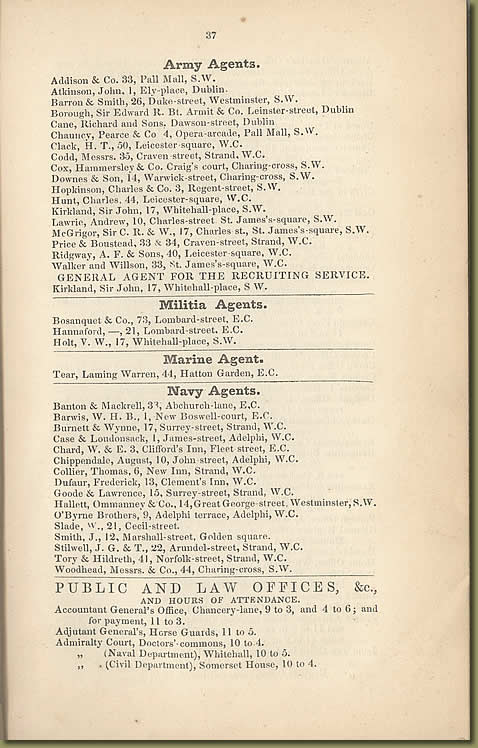 37
Army Agents.
Addison & Co. 33, Pall Mall, S.W.
Atkinson, John. 1, Ely-place, Dublin.
Barron & Smith, 26, Duke-street, Westminster, S.W.
Borough, Sir Edward R. Bt. Armit & Co. Leinster-street, Dublin
Cane, Richard and Sons. Dawson-street, Dublin
Chauncy, Pearce & Co 4, Opera-arcade, Pall Mall, S.W.
Clack, H. T., 50, Leicester-square, W.C.
Codd, Messrs. 35, Craven street, Strand, W.C.
Cox, Hammersley & Co. Craig's court, Charing-cross, S.W.
Downes & Son, 14, Warwick-street, Charing-cross, S.W.
Hopkinson, Charles & Co. 3, Regent-street, S.W.
Hunt, Charles. 44, Leicester-square, W.C.
Kirkland, Sir John, 17, Whitehall-place, S.W.
Lawrie, Andrew, 10, Charles-street St. James's-square, S.W.
McGrigor, Sir C. R. & W., 17, Charles st., St. James's-square, S.W.
Price & Boustead, 33 & 34, Craven-street, Strand, W.C.
Ridgway, A. F. & Sons, 40, Leicester-square, W.C.
Walker and Willson, 33, St. James's-square, W.C.
GENERAL AGENT FOR THE RECRUITING SERVICE.
Kirkland, Sir John, 17, Whitehall-place, S W.
Militia Agents.
Bosanquet & Co., 73, Lombard-street, E.C.
Hannaford, —, 21, Lombard-street. E.C.
Holt, V. W., 17, Whitehall-place, S.W.
Marine Agent.
Tear, Laming Warren, 44, Hatton Garden, E.C.
Navy Agents.
Banton & Mackrell, Abchurch-lane, E.C.
Barwis, W. H. B., 1, New Boswell-court, E.C.
Burnett & Wynne, 17, Surrey-street, Strand, W.C.
Case & Loudonsack, 1, James-street, Adelphi, W.C.
Chard, W. & E. 3, Clifford's Inn, Fleet street, E.C.
Chippendale, August, 10, John-street, Adelphi, W.C.
Collier, Thomas, 6, New Inn, Strand, W.C.
Dufaur, Frederick, 13, Clement's Inn, W.C.
Goode & Lawrence, 15, Surrey-street, Strand, W.C.
Hallett, Ommanney & Co., 14, Great George-street, Westminster, S.W.
O'Byrne Brothers, 9, Adelphi terrace, Adelphi, W.C.
Slade, W., 21, Cecil-street.
Smith, J., 12, Marshall-street, Golden square.
Stilwell, J. G. & T., 22, Arundel-street, Strand, W.C.
Tory & Hildreth, 41, Norfolk-street, Strand, W.C.
Woodhead, Messrs. & Co., 44, Charing-cross, S.W.
PUBLIC AND LAW OFFICES, &c.,
AND HOURS OF ATTENDANCE.
Accountant General's Office, Chancery-lane, 9 to 3, and 4 to 6; and
for payment, 11 to 3.
Adjutant General's, Horse Guards, 11 to 5.
Admiralty Court, Doctors'-commons, 10 to 4.
„ (Naval Department), Whitehall, 10 to 5.
„ (Civil Department), Somerset House, 10 to 4.